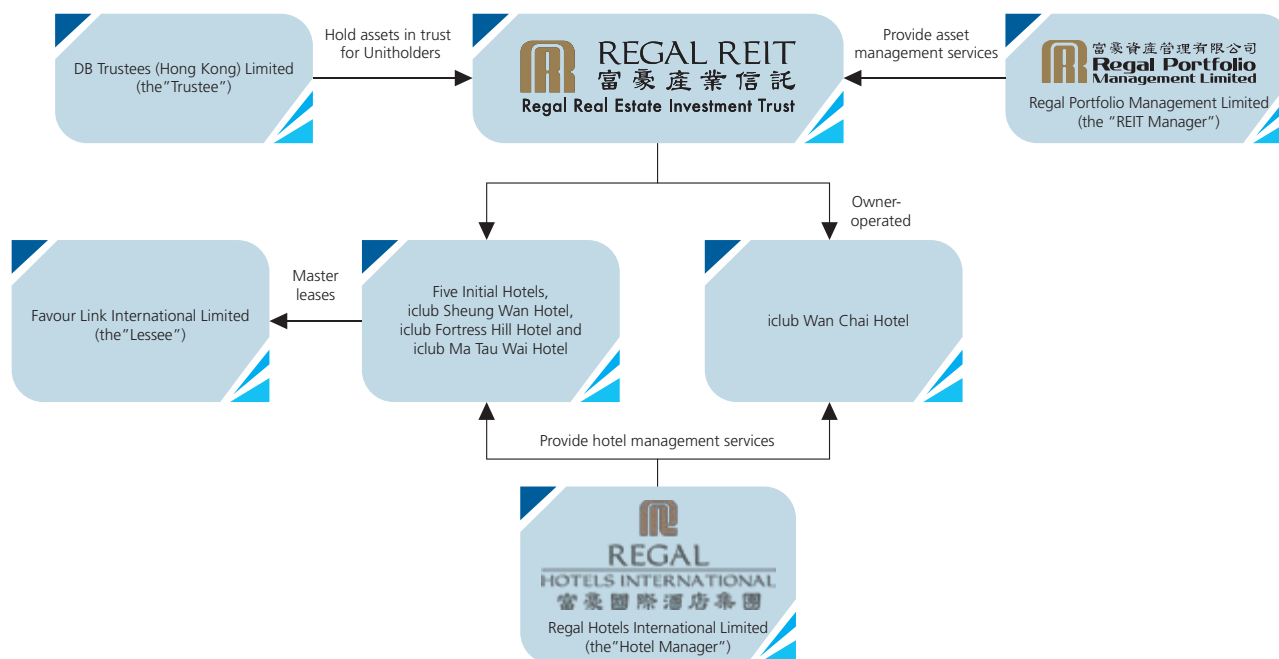 DB Trustees (Hong Kong) Limited
(the"Trustee")
Hold assets in trust
for Unitholders
REGAL REIT
富豪產業信託
Regal Real Estate Investment Trust
Provide asset
management services
富豪資產管理有限公司
Regal Portfolio
Management Limited
Regal Portfolio Management Limited
(the "REIT Manager")
Owner-
operated
Favour Link International Limited
(the"Lessee")
Master
leases
Five Initial Hotels,
iclub Sheung Wan Hotel,
iclub Fortress Hill Hotel and
iclub Ma Tau Wai Hotel
iclub Wan Chai Hotel
Provide hotel management services
REGAL
HOTELS INTERNATIONAL
富豪國際酒店集團
Regal Hotels International Limited
(the"Hotel Manager")